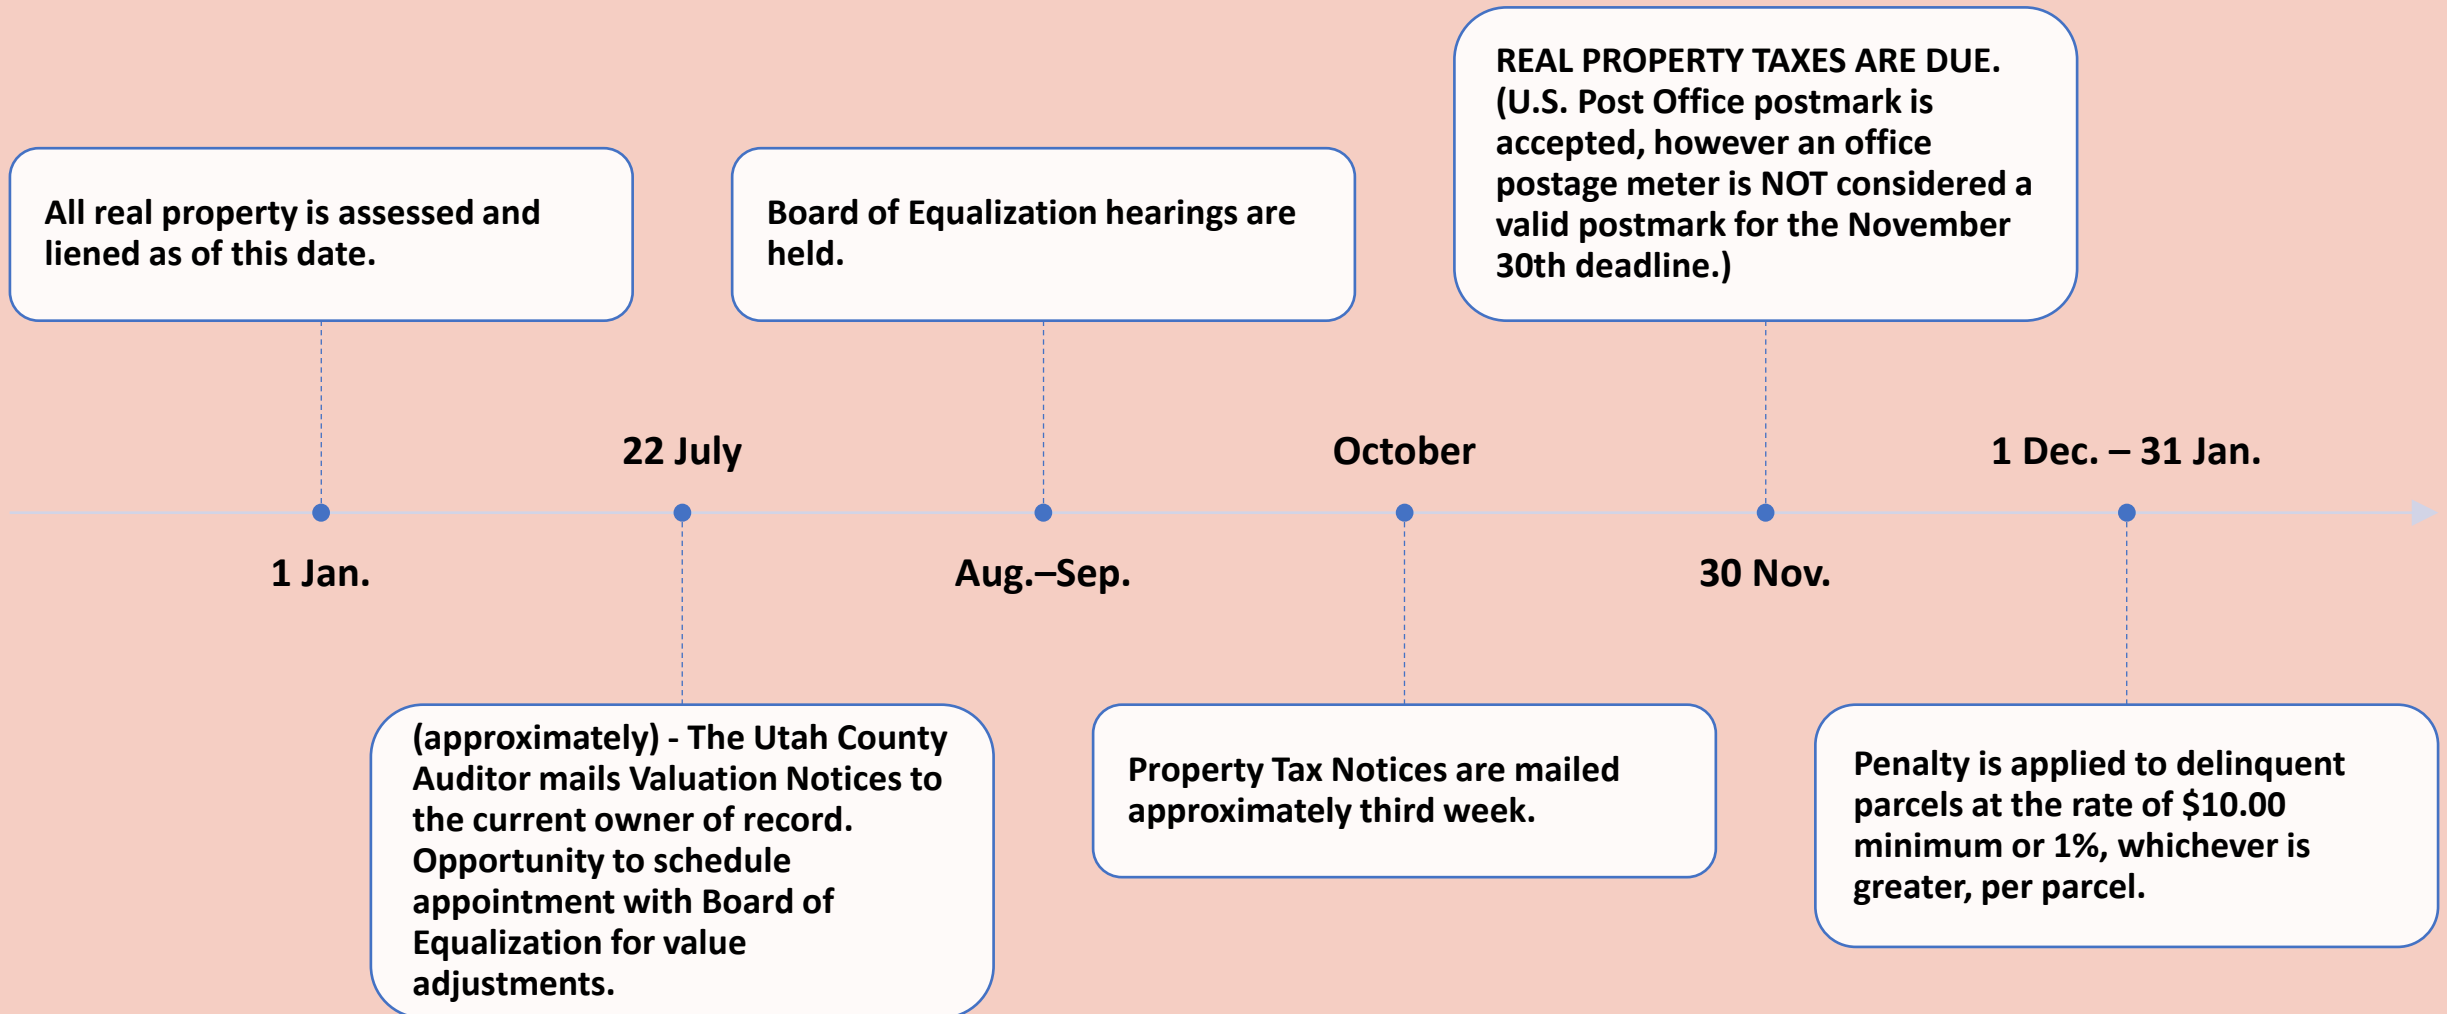 All real property is assessed and
liened as of this date.
1 Jan.
22 July
(approximately) - The Utah County
Auditor mails Valuation Notices to
the current owner of record.
Opportunity to schedule
appointment with Board of
Equalization for value
adjustments.
Board of Equalization hearings are
held.
Aug.–Sep.
October
Property Tax Notices are mailed
approximately third week.
REAL PROPERTY TAXES ARE DUE.
(U.S. Post Office postmark is
accepted, however an office
postage meter is NOT considered a
valid postmark for the November
30th deadline.)
30 Nov.
1 Dec. – 31 Jan.
Penalty is applied to delinquent
parcels at the rate of $10.00
minimum or 1%, whichever is
greater, per parcel.